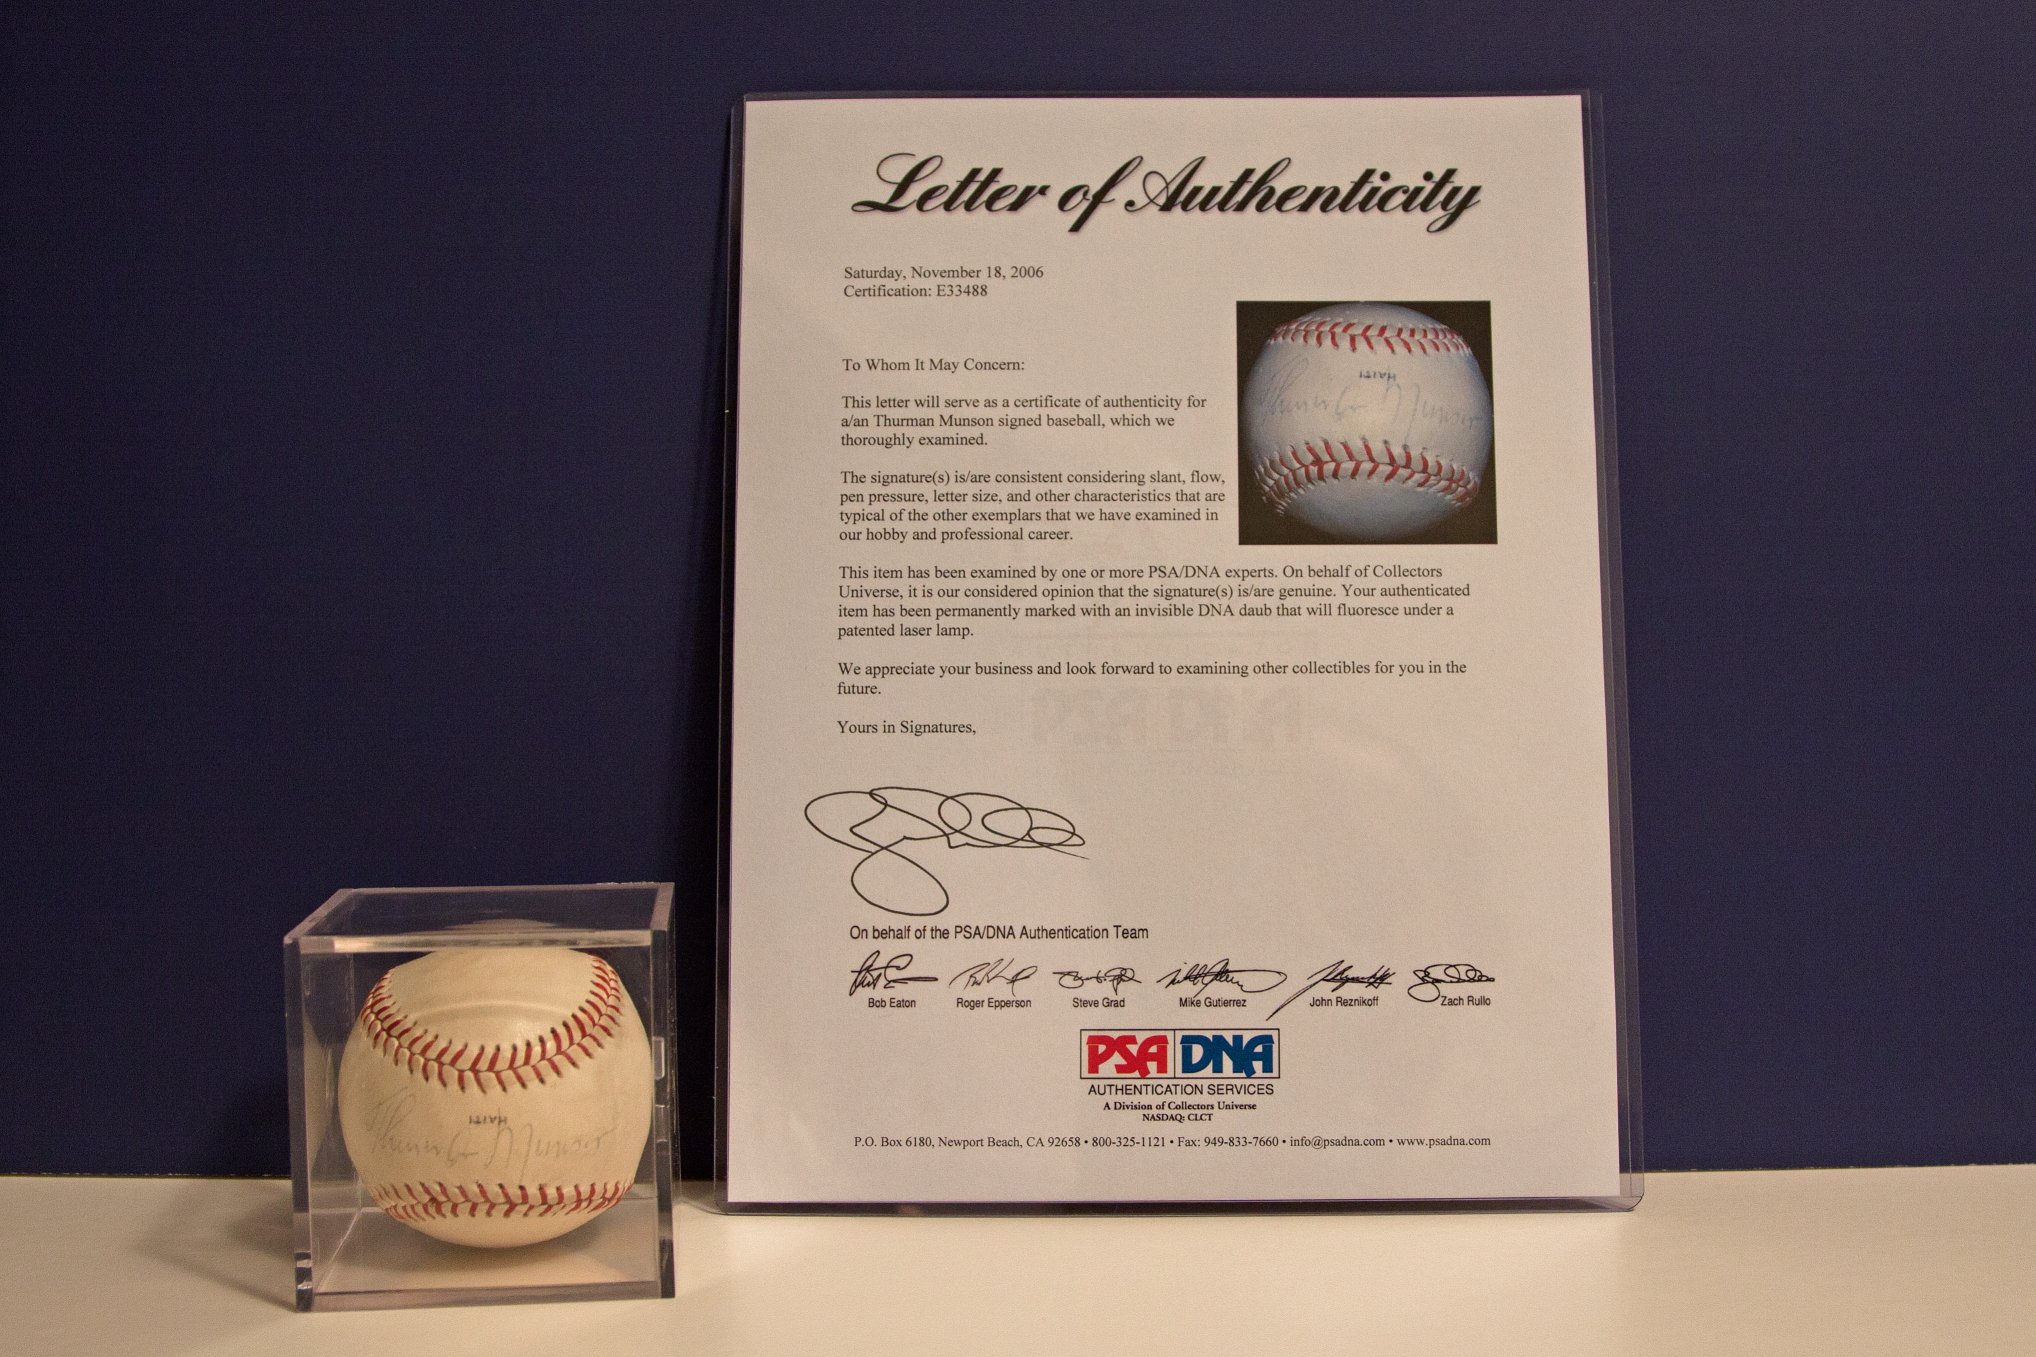 Letter of Authenticity
Saturday, November 18, 2006
Certification: E33488
To Whom It May Concern:
This letter will serve as a certificate of authenticity for
a/an Thurman Munson signed baseball, which we
thoroughly examined.
The signature(s) is/are consistent considering slant, flow,
pen pressure, letter size, and other characteristics that are
typical of the other exemplars that we have examined in
our hobby and professional career.
HAITI
Thurman Munson
This item has been examined by one or more PSA/DNA experts. On behalf of Collectors
Universe, it is our considered opinion that the signature(s) is/are genuine. Your authenticated
item has been permanently marked with an invisible DNA daub that will fluoresce under a
patented laser lamp.
We appreciate your business and look forward to examining other collectibles for you in the
future.
Yours in Signatures,
On behalf of the PSA/DNA Authentication Team
Bob Eaton Roger Epperson Steve Grad Mike Gutierrez John Reznikoff Zach Rullo
PSA DNA
AUTHENTICATION SERVICES
A Division of Collectors Universe
NASDAQ: CLCT
P.O. Box 6180, Newport Beach, CA 92658 • 800-325-1121 • Fax: 949-833-7660 • info@psadna.com • www.psadna.com
HAITI
Thurman Munson